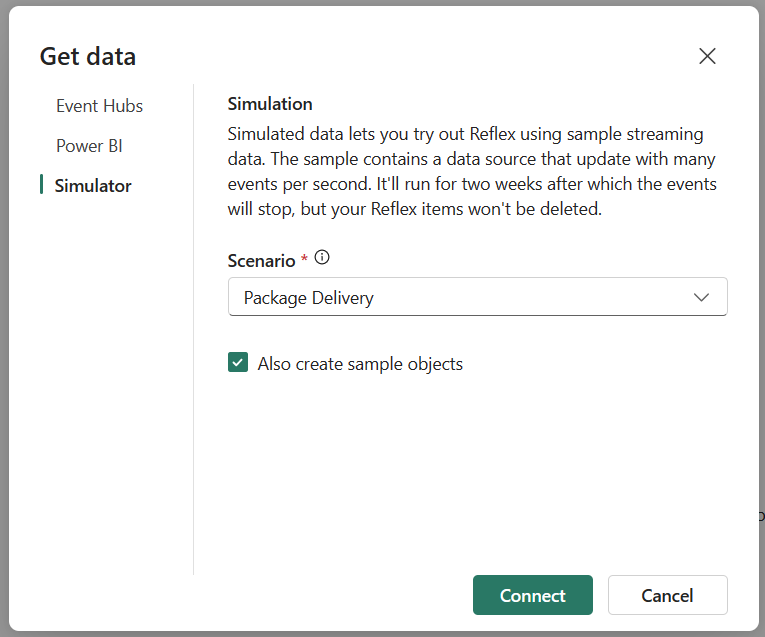 Get data
Event Hubs
Power BI
Simulator
Simulation
Simulated data lets you try out Reflex using sample streaming
data. The sample contains a data source that update with many
events per second. It'll run for two weeks after which the events
will stop, but your Reflex items won't be deleted.
Scenario *
Package Delivery
Also create sample objects
Connect
Cancel